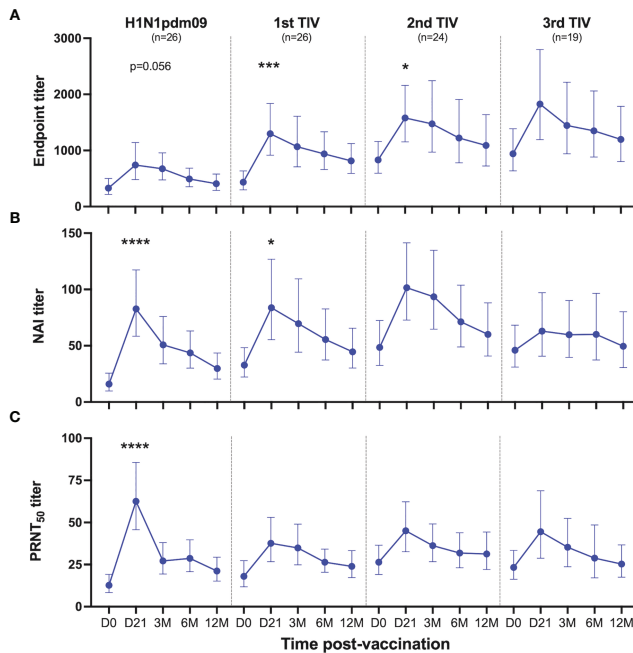 A
H1N1pdm09 1st TIV 2nd TIV 3rd TIV
(n=26) (n=26) (n=24) (n=19)
3000
2000
1000
0
Endpoint titer
p=0.056 *** *
B
150
100
50
0
NAI titer
**** *
C
100
75
50
25
0
PRNT50 titer
****
D0 D21 3M 6M 12M D0 D21 3M 6M 12M D0 D21 3M 6M 12M D0 D21 3M 6M 12M
Time post-vaccination